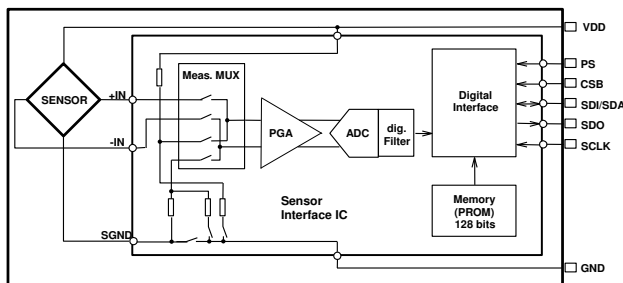 VDD
PS
CSB
SDI/SDA
SDO
SCLK
GND
SENSOR
+IN
-IN
SGND
Meas. MUX
PGA
ADC
dig.
Filter
Digital
Interface
Memory
(PROM)
128 bits
Sensor
Interface IC